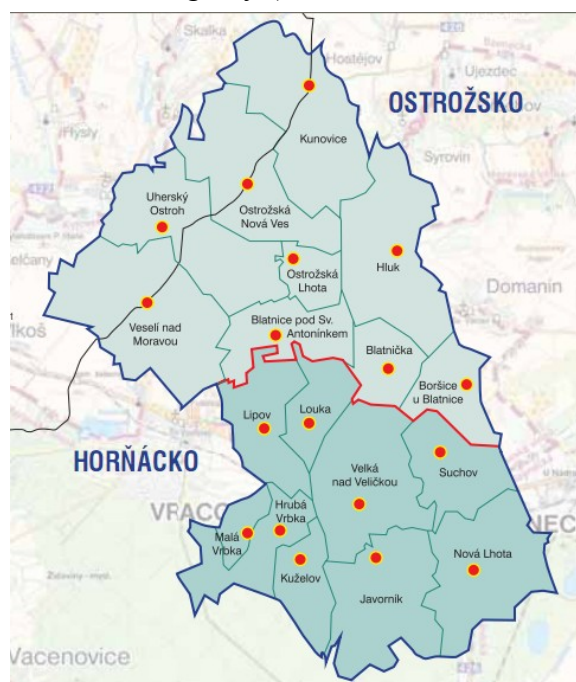 Skalka
Hostějov
Ujezdec
OSTROŽSKO
Kunovice
Hýsly
Syrovín
Uherský
Ostroh
Ostrožská
Nová Ves
Ostrožská
Lhota
Hluk
Domanín
Veselí nad
Moravou
Blatnice pod Sv.
Antonínkem
Blatnička
Boršice
u Blatnice
Lipov
Louka
HORŇÁCKO
Velká
nad Veličkou
Suchov
VRACO
Hrubá
Vrbka
Malá
Vrbka
Kuželov
Javorník
Nová Lhota
Vacenovice